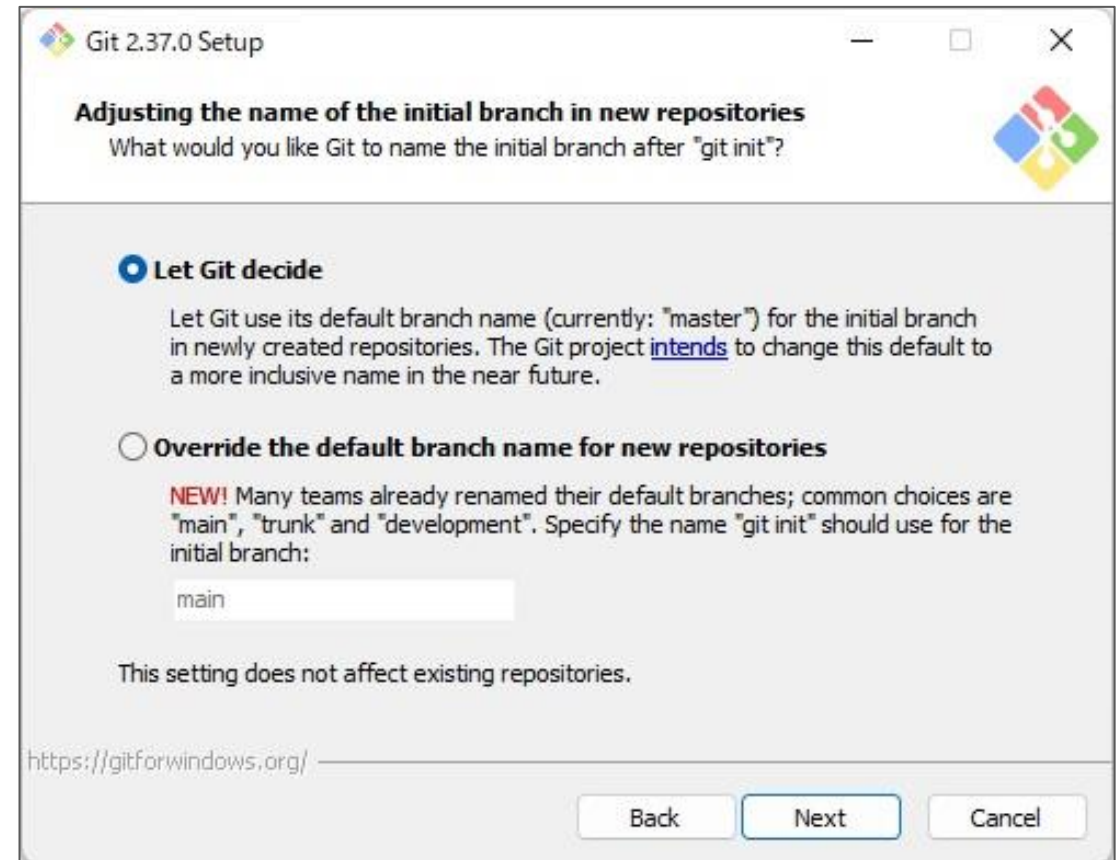 Git 2.37.0 Setup
Adjusting the name of the initial branch in new repositories
What would you like Git to name the initial branch after "git init"?
Let Git decide
Let Git use its default branch name (currently: "master") for the initial branch
in newly created repositories. The Git project intends to change this default to
a more inclusive name in the near future.
Override the default branch name for new repositories
NEW! Many teams already renamed their default branches; common choices are
"main", "trunk" and "development". Specify the name "git init" should use for the
initial branch:
main
This setting does not affect existing repositories.
https://gitforwindows.org/
Back Next Cancel